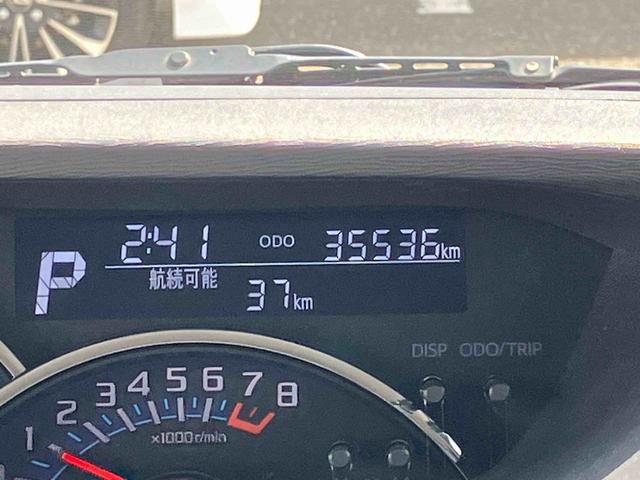 2:41 ODO 35536km
P
航続可能 37km
DISP ODO/TRIP
1 2 3 4 5 6 7 8
×1000r/min